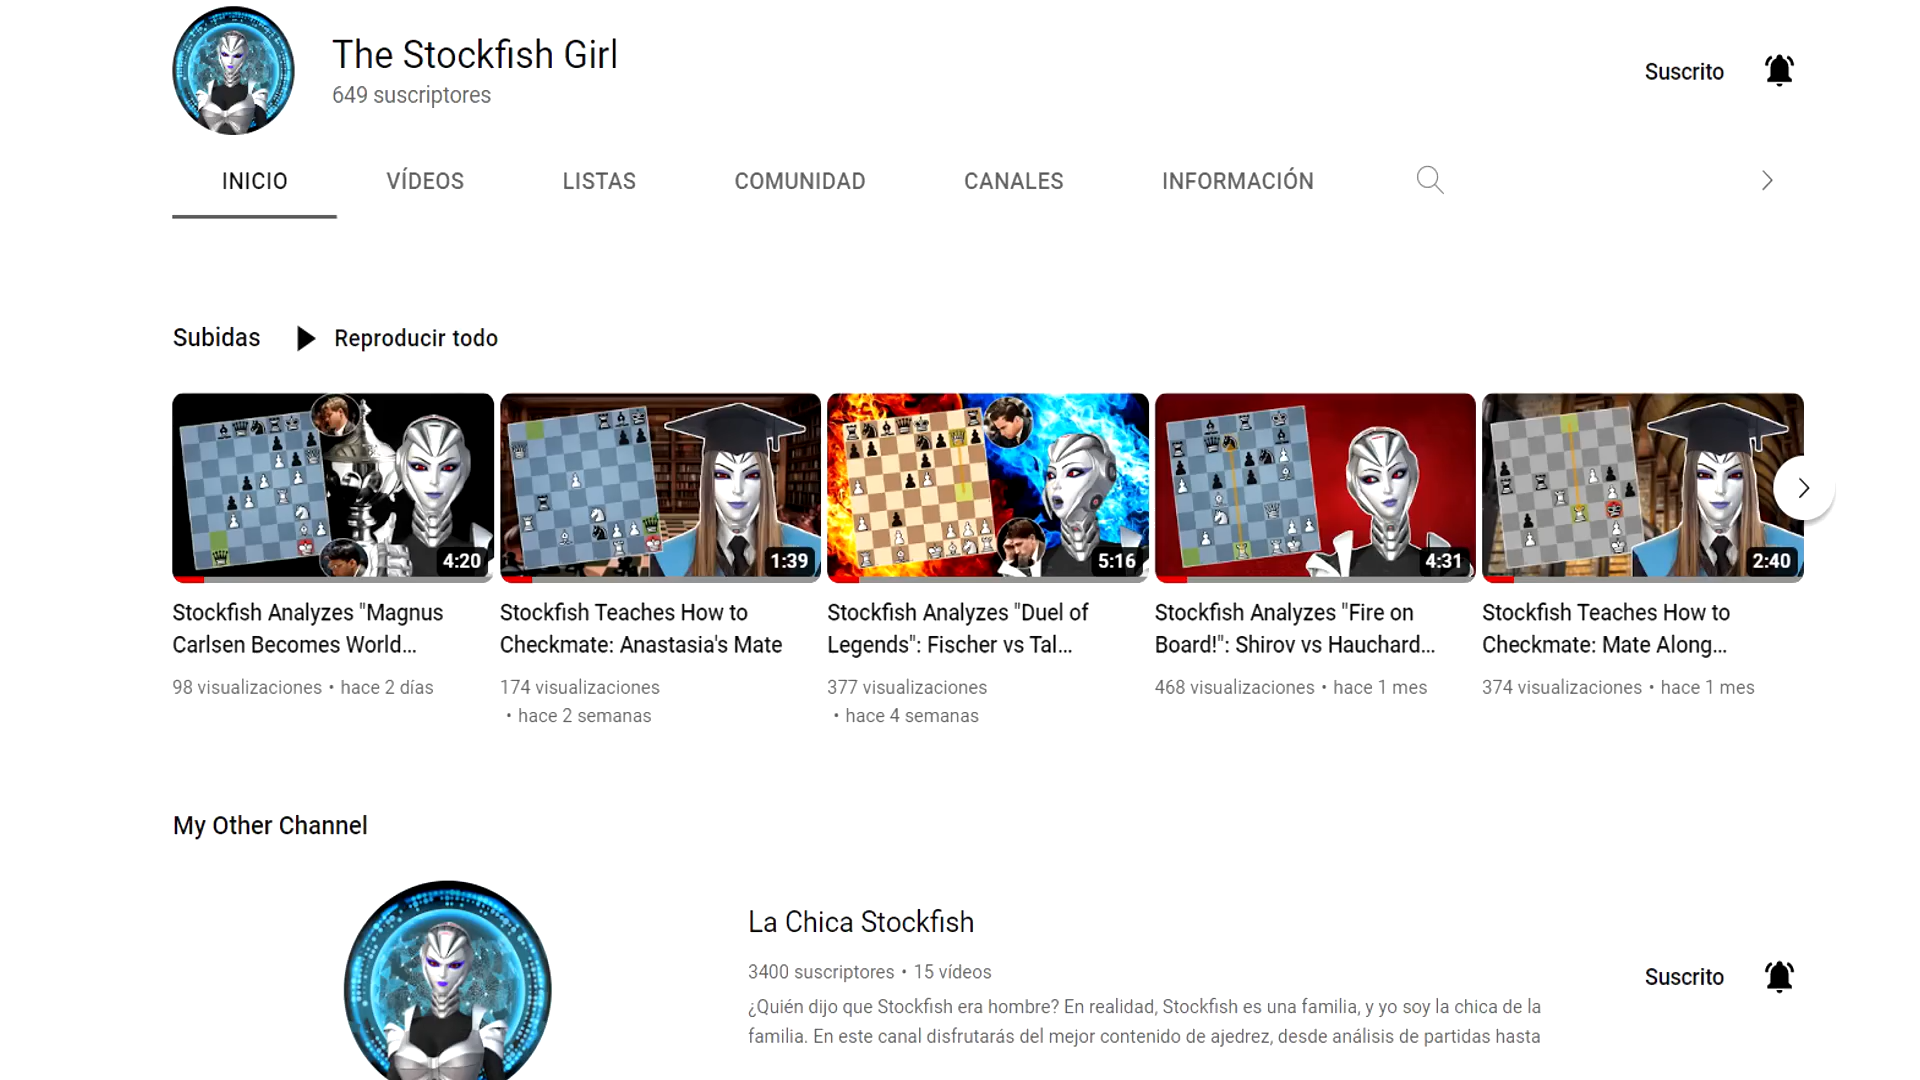 The Stockfish Girl
649 suscriptores
Suscrito
INICIO
VÍDEOS
LISTAS
COMUNIDAD
CANALES
INFORMACIÓN
Subidas
Reproducir todo
4:20
1:39
5:16
4:31
2:40
Stockfish Analyzes "Magnus
Carlsen Becomes World...
98 visualizaciones • hace 2 días
Stockfish Teaches How to
Checkmate: Anastasia's Mate
174 visualizaciones
• hace 2 semanas
Stockfish Analyzes "Duel of
Legends": Fischer vs Tal...
377 visualizaciones
• hace 4 semanas
Stockfish Analyzes "Fire on
Board!": Shirov vs Hauchard...
468 visualizaciones • hace 1 mes
Stockfish Teaches How to
Checkmate: Mate Along...
374 visualizaciones • hace 1 mes
My Other Channel
La Chica Stockfish
3400 suscriptores • 15 vídeos
¿Quién dijo que Stockfish era hombre? En realidad, Stockfish es una familia, y yo soy la chica de la
familia. En este canal disfrutarás del mejor contenido de ajedrez, desde análisis de partidas hasta
Suscrito